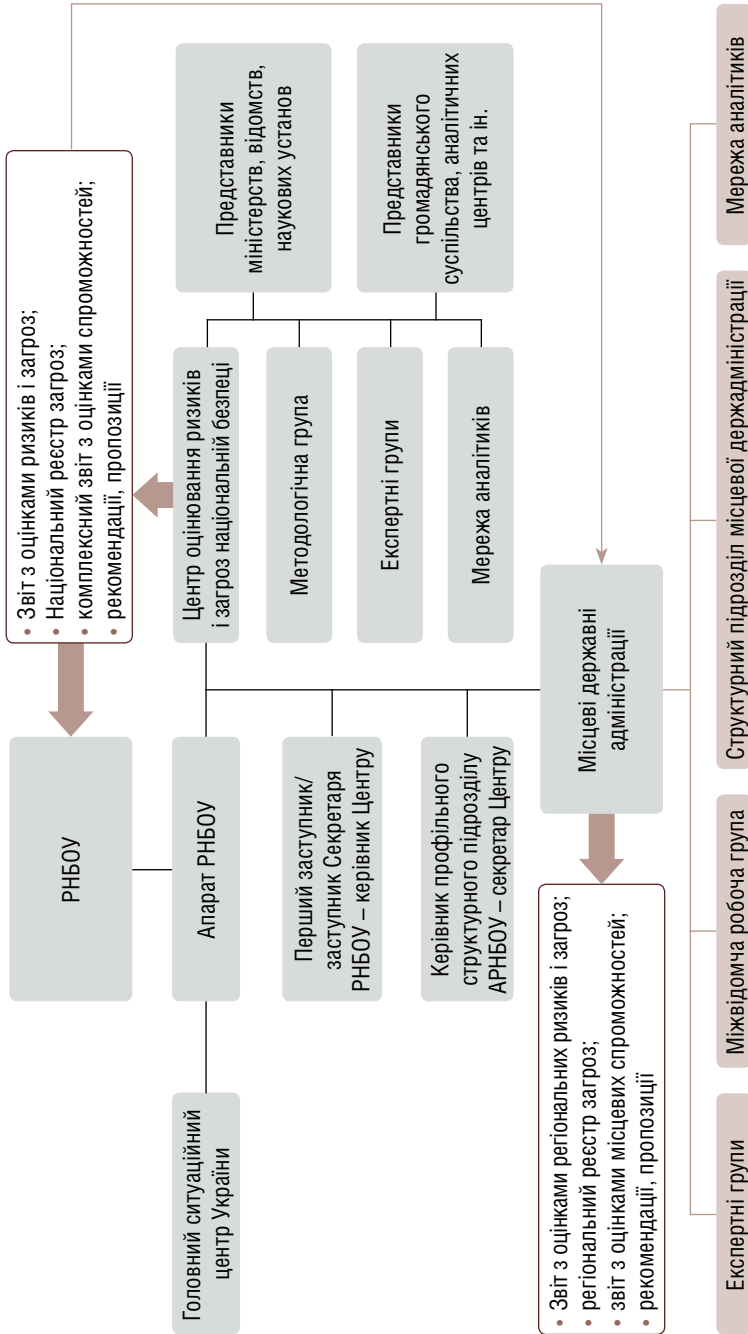 РНБОУ
• Звіт з оцінками ризиків і загроз;
• Національний реєстр загроз;
• комплексний звіт з оцінками спроможностей;
• рекомендації, пропозиції
Головний ситуаційний
центр України
Апарат РНБОУ
Центр оцінювання ризиків
і загроз національній безпеці
Представники
міністерств, відомств,
наукових установ
Перший заступник/
заступник Секретаря
РНБОУ – керівник Центру
Методологічна група
Керівник профільного
структурного підрозділу
АРНБОУ – секретар Центру
Експертні групи
Представники
громадянського
суспільства, аналітичних
центрів та ін.
Мережа аналітиків
• Звіт з оцінками регіональних ризиків і загроз;
• регіональний реєстр загроз;
• звіт з оцінками місцевих спроможностей;
• рекомендації, пропозиції
Місцеві державні
адміністрації
Експертні групи
Міжвідомча робоча група
Структурний підрозділ місцевої держадміністрації
Мережа аналітиків